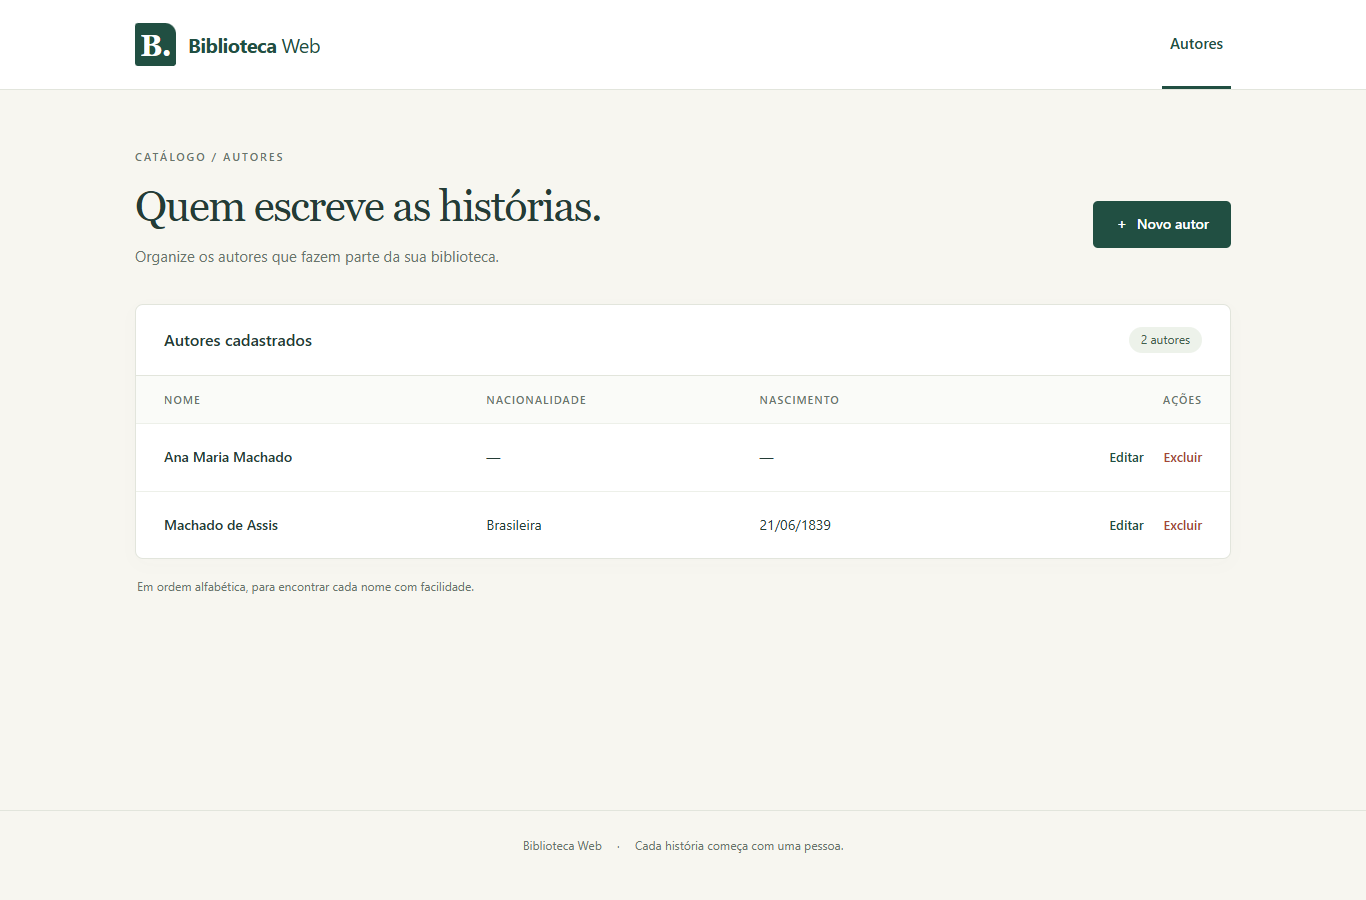 B. Biblioteca Web
Autores
CATÁLOGO / AUTORES
Quem escreve as histórias.
+ Novo autor
Organize os autores que fazem parte da sua biblioteca.
Autores cadastrados 2 autores
NOME NACIONALIDADE NASCIMENTO AÇÕES
Ana Maria Machado — — Editar Excluir
Machado de Assis Brasileira 21/06/1839 Editar Excluir
Em ordem alfabética, para encontrar cada nome com facilidade.
Biblioteca Web · Cada história começa com uma pessoa.